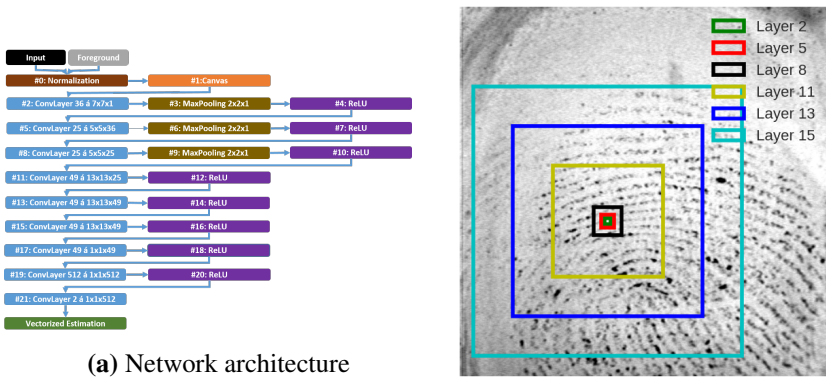 Input Foreground
#0: Normalization #1:Canvas
#2: ConvLayer 36 á 7x7x1 #3: MaxPooling 2x2x1 #4: ReLU
#5: ConvLayer 25 á 5x5x36 #6: MaxPooling 2x2x1 #7: ReLU
#8: ConvLayer 25 á 5x5x25 #9: MaxPooling 2x2x1 #10: ReLU
#11: ConvLayer 49 á 13x13x25 #12: ReLU
#13: ConvLayer 49 á 13x13x49 #14: ReLU
#15: ConvLayer 49 á 13x13x49 #16: ReLU
#17: ConvLayer 49 á 1x1x49 #18: ReLU
#19: ConvLayer 512 á 1x1x512 #20: ReLU
#21: ConvLayer 2 á 1x1x512
Vectorized Estimation
(a) Network architecture
Layer 2
Layer 5
Layer 8
Layer 11
Layer 13
Layer 15